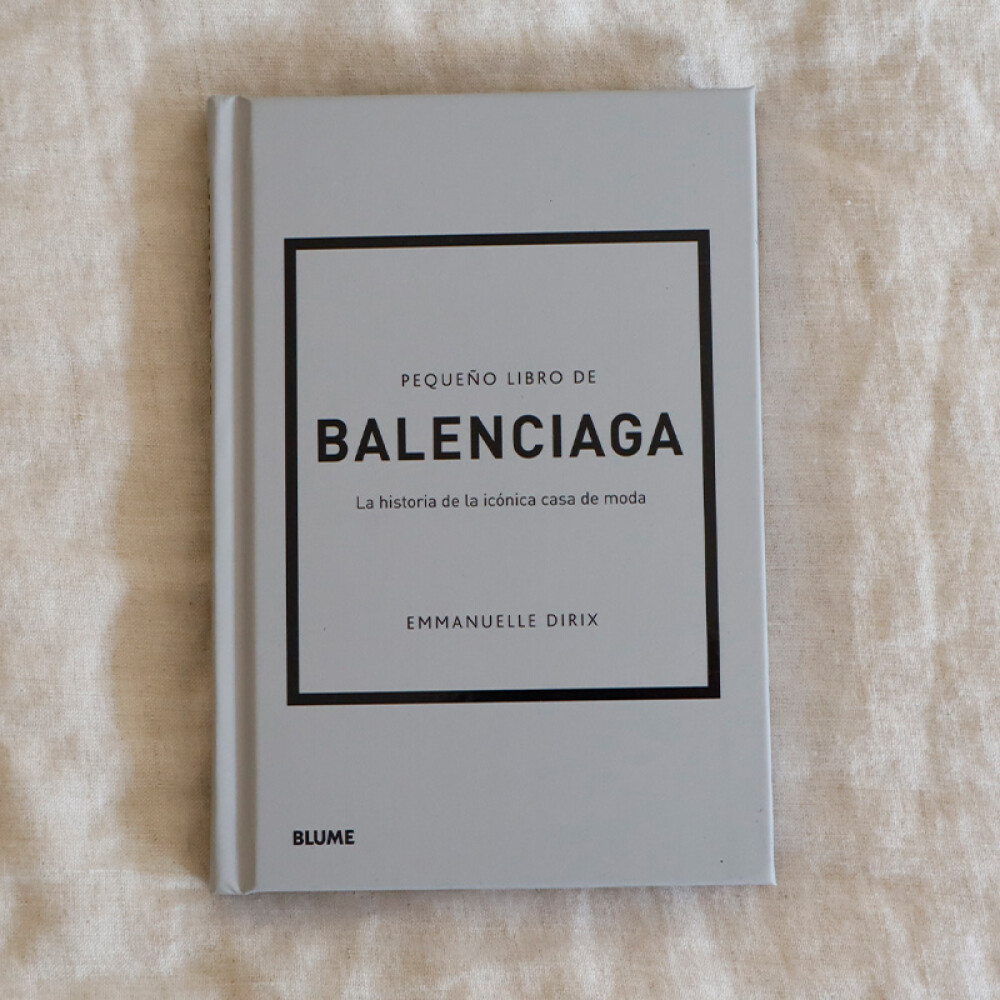 PEQUEÑO LIBRO DE
BALENCIAGA
La historia de la icónica casa de moda
EMMANUELLE DIRIX
BLUME